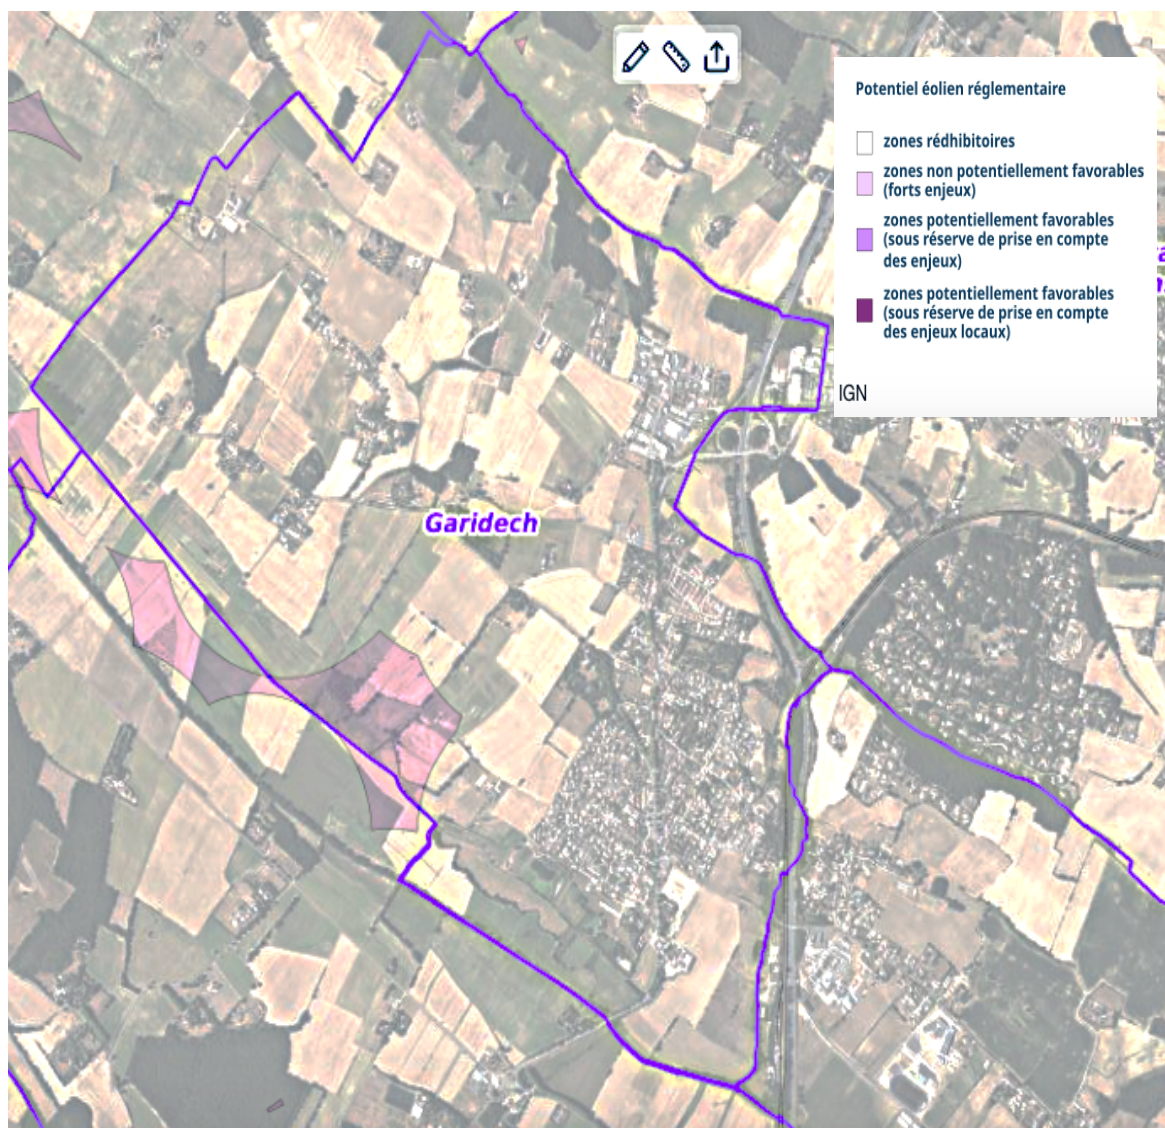 Potentiel éolien réglementaire
zones rédhibitoires
zones non potentiellement favorables
(forts enjeux)
zones potentiellement favorables
(sous réserve de prise en compte
des enjeux)
zones potentiellement favorables
(sous réserve de prise en compte
des enjeux locaux)
IGN
Garidech